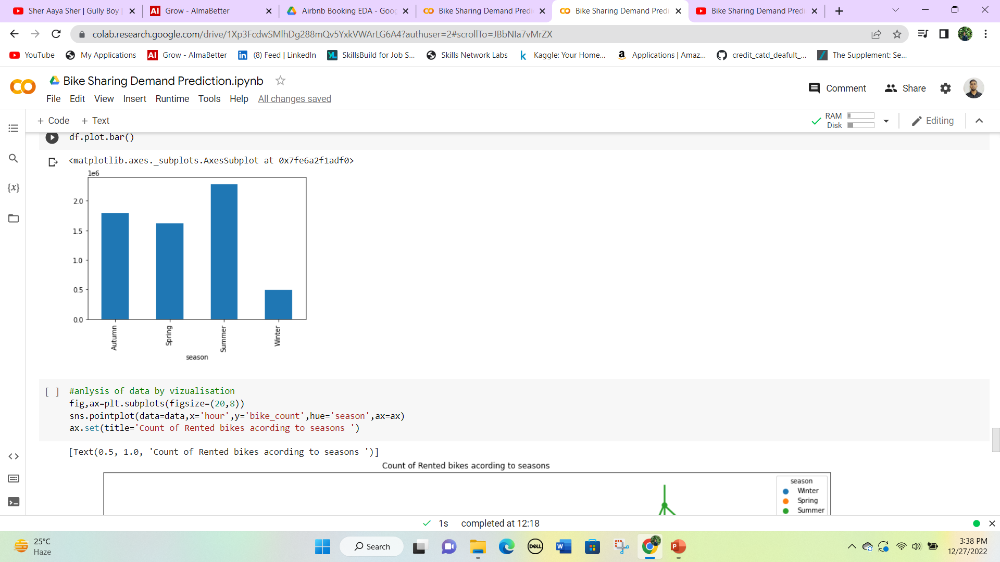 Sher Aaya Sher | Gully Boy |
Grow - AlmaBetter
Airbnb Booking EDA - Goog
Bike Sharing Demand Predi
Bike Sharing Demand Predi
Bike Sharing Demand Predi
colab.research.google.com/drive/1Xp3FcdwSMlhDg288mQv5YxkVWArLG6A4?authuser=2#scrollTo=JBbNIa7vMrZX
YouTube
My Applications
AI Grow - AlmaBetter
(8) Feed | LinkedIn
SkillsBuild for Job S...
Skills Network Labs
Kaggle: Your Home...
Applications | Amaz...
credit_catd_deafult_...
The Supplement: Se...
Bike Sharing Demand Prediction.ipynb
Comment
Share
File Edit View Insert Runtime Tools Help All changes saved
+ Code + Text
RAM
Disk
Editing
df.plot.bar()
<matplotlib.axes._subplots.AxesSubplot at 0x7fe6a2f1adf0>
1e6
2.0
1.5
1.0
0.5
0.0
Autumn
Spring
Summer
Winter
season
[ ] #anlysis of data by vizualisation
fig,ax=plt.subplots(figsize=(20,8))
sns.pointplot(data=data,x='hour',y='bike_count',hue='season',ax=ax)
ax.set(title='Count of Rented bikes acording to seasons ')
[Text(0.5, 1.0, 'Count of Rented bikes acording to seasons ')]
Count of Rented bikes acording to seasons
season
Winter
Spring
Summer
1s completed at 12:18
25°C
Haze
Search
3:38 PM
12/27/2022